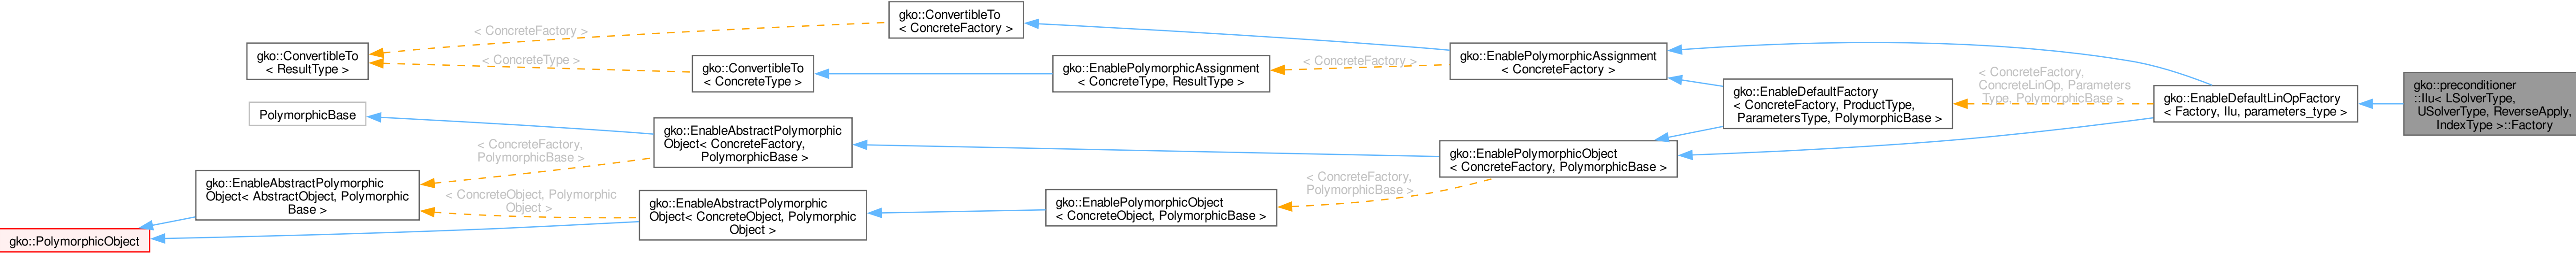 gko::ConvertibleTo
< ResultType >
PolymorphicBase
gko::EnableAbstractPolymorphic
Object< AbstractObject, Polymorphic
Base >
gko::PolymorphicObject
< ConcreteFactory >
< ConcreteType >
< ConcreteFactory,
PolymorphicBase >
< ConcreteObject, Polymorphic
Object >
gko::ConvertibleTo
< ConcreteFactory >
gko::ConvertibleTo
< ConcreteType >
gko::EnableAbstractPolymorphic
Object< ConcreteFactory,
PolymorphicBase >
gko::EnableAbstractPolymorphic
Object< ConcreteObject, Polymorphic
Object >
gko::EnablePolymorphicAssignment
< ConcreteType, ResultType >
gko::EnablePolymorphicObject
< ConcreteObject, PolymorphicBase >
< ConcreteFactory >
< ConcreteFactory,
PolymorphicBase >
gko::EnablePolymorphicAssignment
< ConcreteFactory >
gko::EnableDefaultFactory
< ConcreteFactory, ProductType,
ParametersType, PolymorphicBase >
gko::EnablePolymorphicObject
< ConcreteFactory, PolymorphicBase >
< ConcreteFactory,
ConcreteLinOp, Parameters
Type, PolymorphicBase >
gko::EnableDefaultLinOpFactory
< Factory, Ilu, parameters_type >
gko::preconditioner
::Ilu< LSolverType,
USolverType, ReverseApply,
IndexType >::Factory